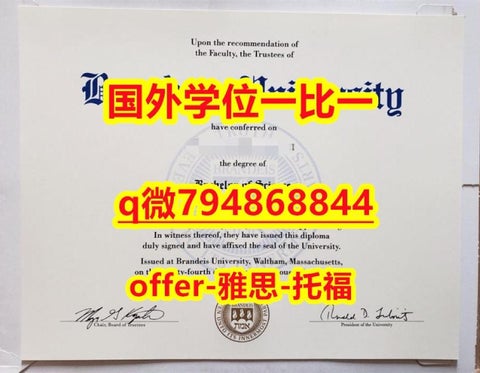 Upon the recommendation of
the Faculty, the Trustees of
国外学位一比一
have conferred on
the degree of
Bachelor of Science
q微794868844
In witness thereof, they have issued this diploma
duly signed and have affixed the seal of the University.
Issued at Brandeis University, Waltham, Massachusetts,
offer-雅思-托福
Chair, Board of Trustees
President of the University